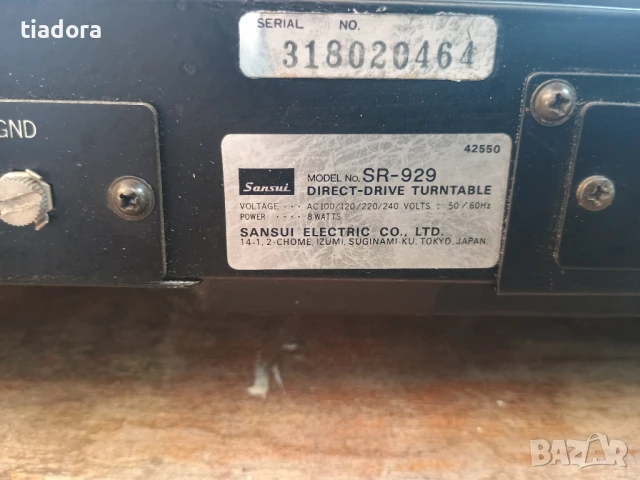 tiadora
SERIAL NO.
318020464
GND
42550
Sansui
MODEL No. SR-929
DIRECT-DRIVE TURNTABLE
VOLTAGE ··· AC100/120/220/240 VOLTS : 50/60Hz
POWER ···· 8 WATTS
SANSUI ELECTRIC CO., LTD.
14-1, 2-CHOME, IZUMI, SUGINAMI-KU, TOKYO, JAPAN.
BAZAR